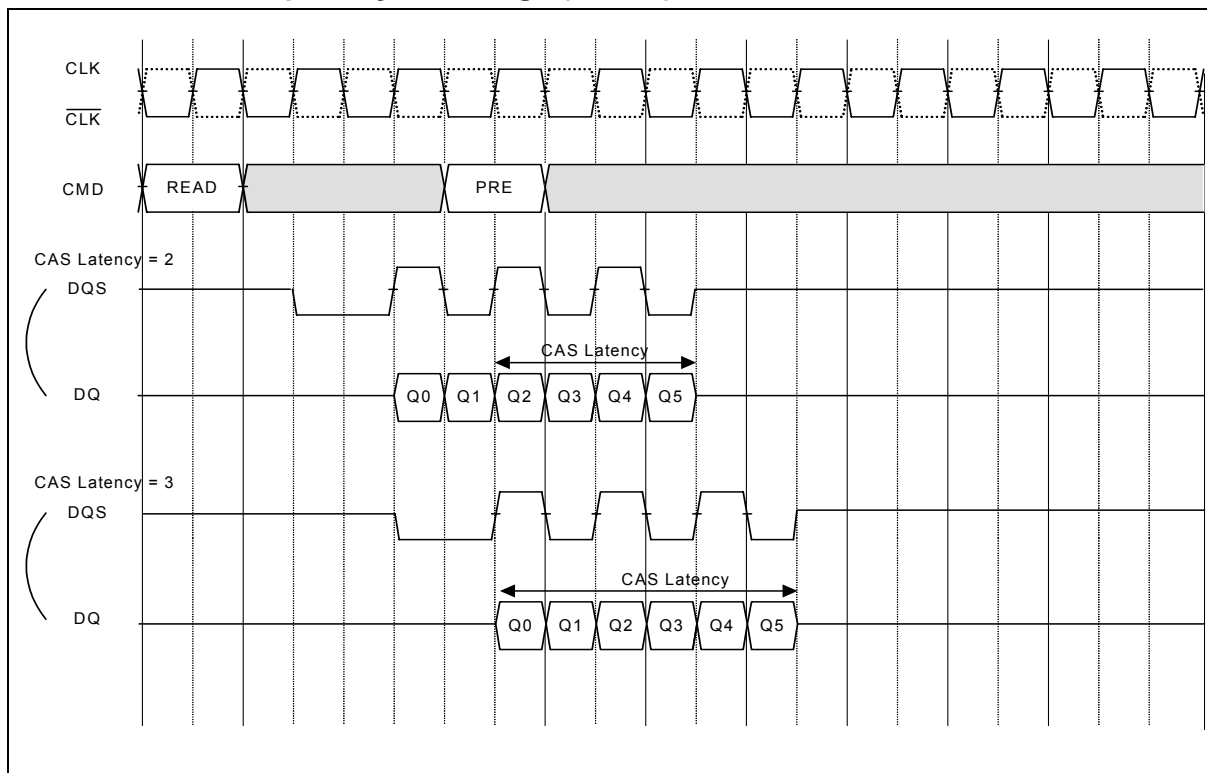 CLK
CLK
CMD READ PRE
CAS Latency = 2
DQS
CAS Latency
DQ Q0 Q1 Q2 Q3 Q4 Q5
CAS Latency = 3
DQS
CAS Latency
DQ Q0 Q1 Q2 Q3 Q4 Q5